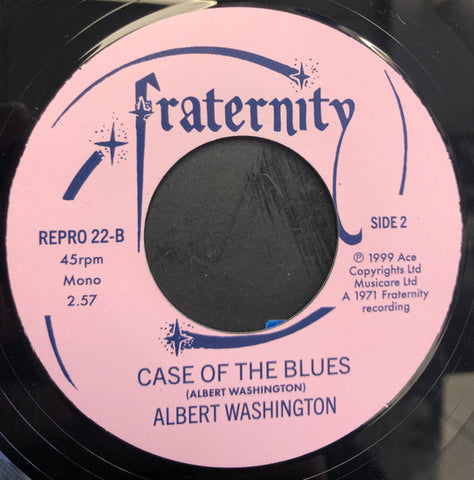 fraternity
REPRO 22-B
45rpm
Mono
2.57
SIDE 2
℗ 1999 Ace
Copyrights Ltd
Musicare Ltd
A 1971 Fraternity
recording
CASE OF THE BLUES
(ALBERT WASHINGTON)
ALBERT WASHINGTON